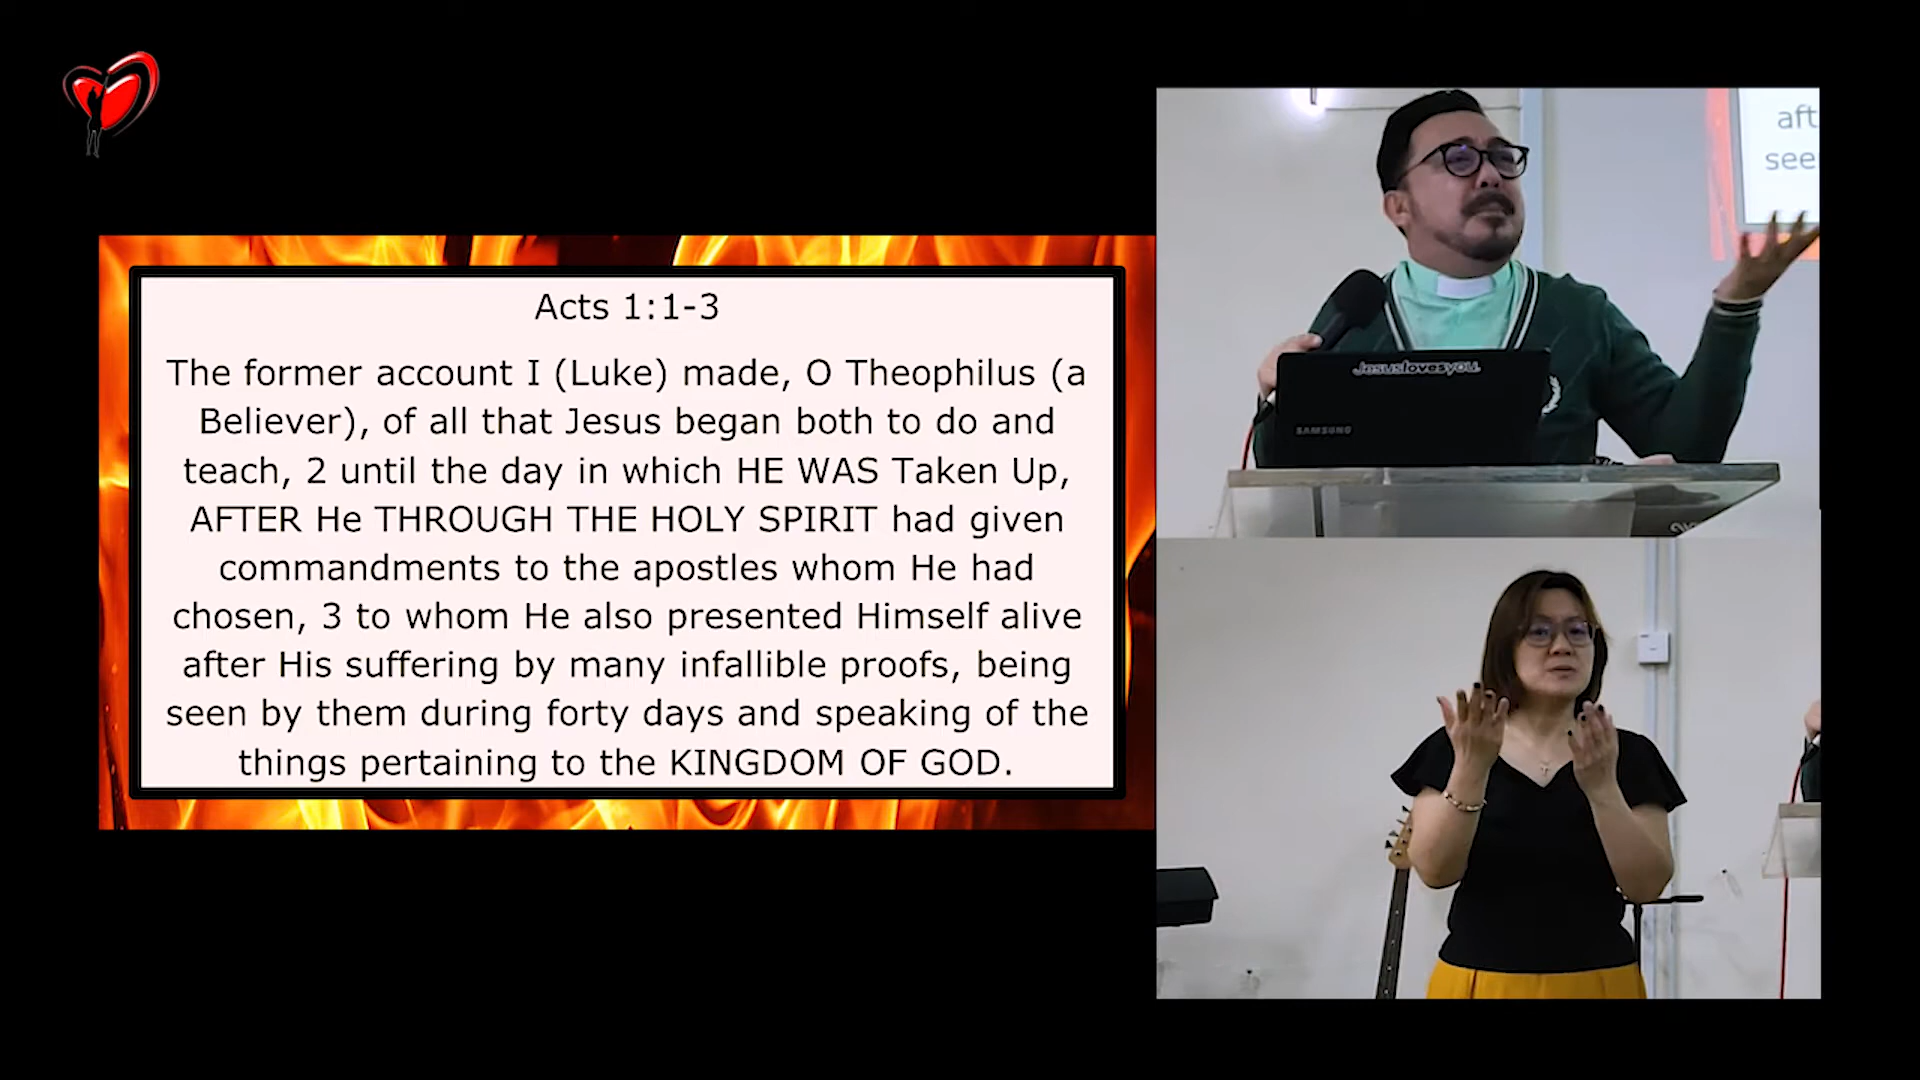 Acts 1:1-3
The former account I (Luke) made, O Theophilus (a
Believer), of all that Jesus began both to do and
teach, 2 until the day in which HE WAS Taken Up,
AFTER He THROUGH THE HOLY SPIRIT had given
commandments to the apostles whom He had
chosen, 3 to whom He also presented Himself alive
after His suffering by many infallible proofs, being
seen by them during forty days and speaking of the
things pertaining to the KINGDOM OF GOD.
aft
see
Jesuslovesyou.
SAMSUNG